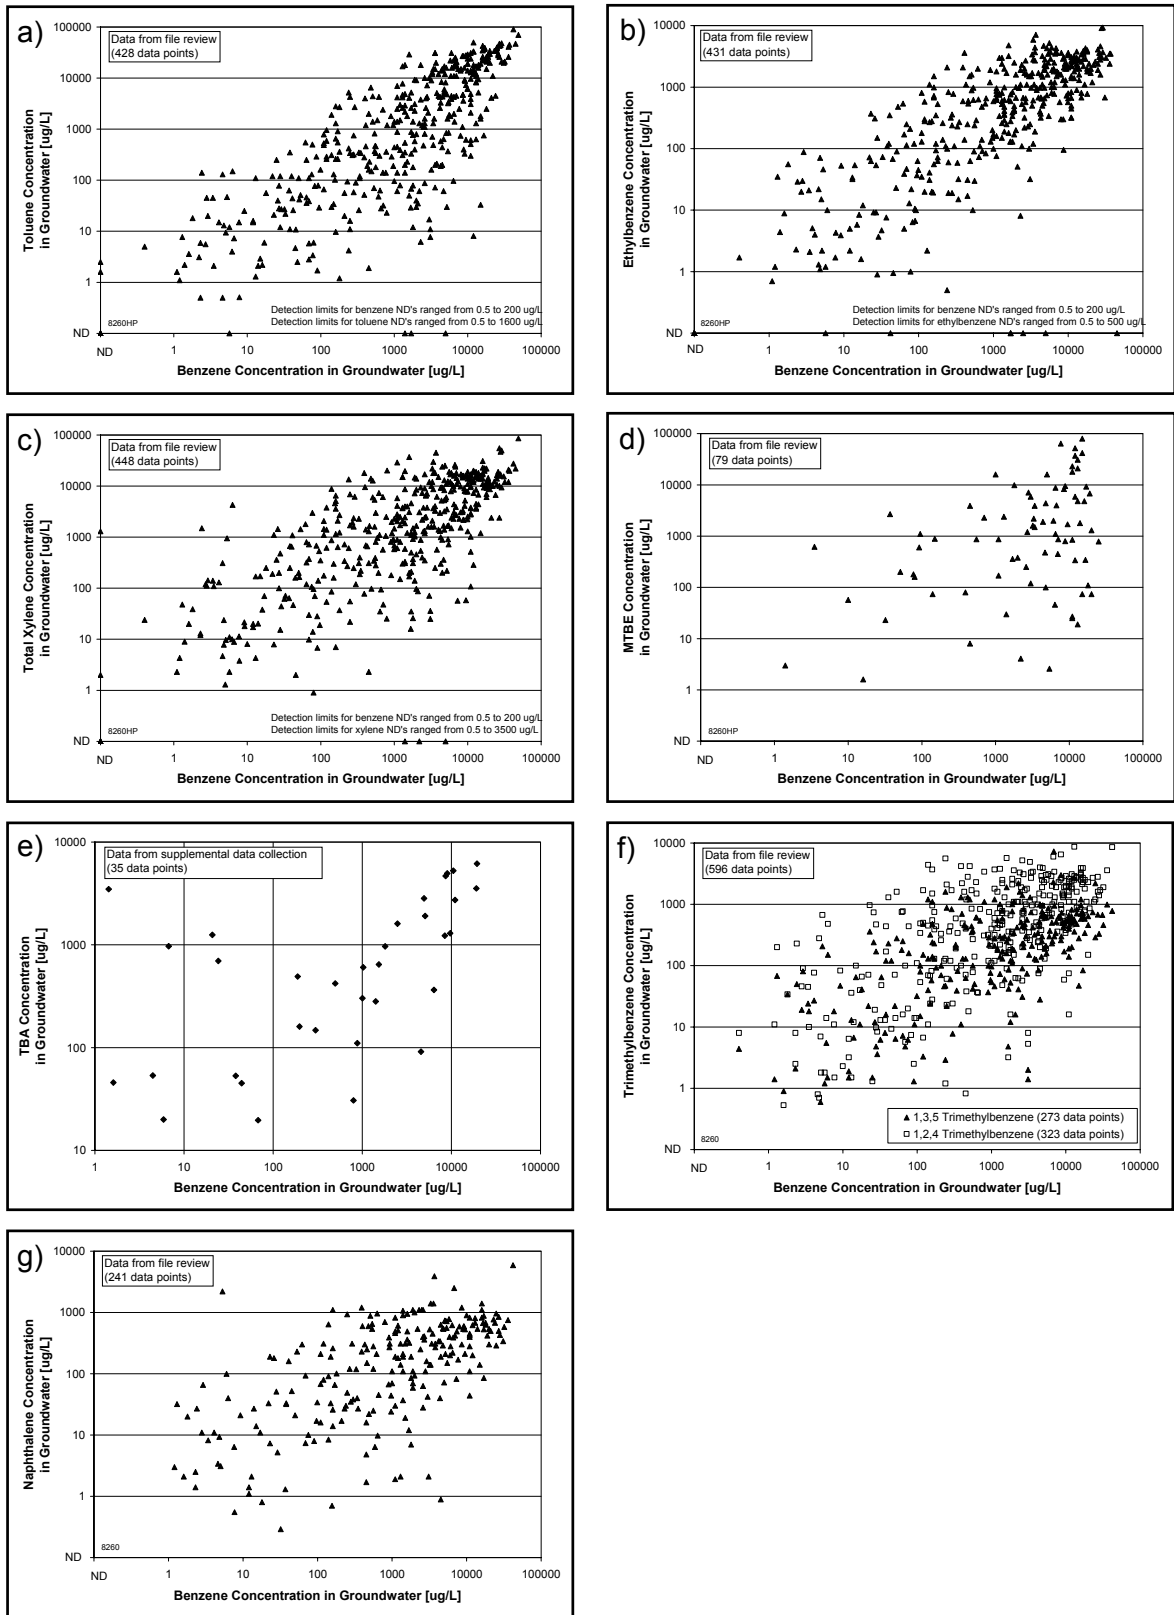 a)
Data from file review
(428 data points)
100000
10000
1000
100
10
1
ND
Toluene Concentration
in Groundwater [ug/L]
Detection limits for benzene ND's ranged from 0.5 to 200 ug/L
Detection limits for toluene ND's ranged from 0.5 to 1600 ug/L
8260HP
ND
1
10
100
1000
10000
100000
Benzene Concentration in Groundwater [ug/L]
b)
Data from file review
(431 data points)
10000
1000
100
10
1
ND
Ethylbenzene Concentration
in Groundwater [ug/L]
Detection limits for benzene ND's ranged from 0.5 to 200 ug/L
Detection limits for ethylbenzene ND's ranged from 0.5 to 500 ug/L
8260HP
ND
1
10
100
1000
10000
100000
Benzene Concentration in Groundwater [ug/L]
c)
Data from file review
(448 data points)
100000
10000
1000
100
10
1
ND
Total Xylene Concentration
in Groundwater [ug/L]
Detection limits for benzene ND's ranged from 0.5 to 200 ug/L
Detection limits for xylene ND's ranged from 0.5 to 3500 ug/L
8260HP
ND
1
10
100
1000
10000
100000
Benzene Concentration in Groundwater [ug/L]
d)
Data from file review
(79 data points)
100000
10000
1000
100
10
1
ND
MTBE Concentration
in Groundwater [ug/L]
8260HP
ND
1
10
100
1000
10000
100000
Benzene Concentration in Groundwater [ug/L]
e)
Data from supplemental data collection
(35 data points)
10000
1000
100
10
TBA Concentration
in Groundwater [ug/L]
1
10
100
1000
10000
100000
Benzene Concentration in Groundwater [ug/L]
f)
Data from file review
(596 data points)
10000
1000
100
10
1
ND
Trimethylbenzene Concentration
in Groundwater [ug/L]
1,3,5 Trimethylbenzene (273 data points)
1,2,4 Trimethylbenzene (323 data points)
8260
ND
1
10
100
1000
10000
100000
Benzene Concentration in Groundwater [ug/L]
g)
Data from file review
(241 data points)
10000
1000
100
10
1
ND
Naphthalene Concentration
in Groundwater [ug/L]
8260
ND
1
10
100
1000
10000
100000
Benzene Concentration in Groundwater [ug/L]